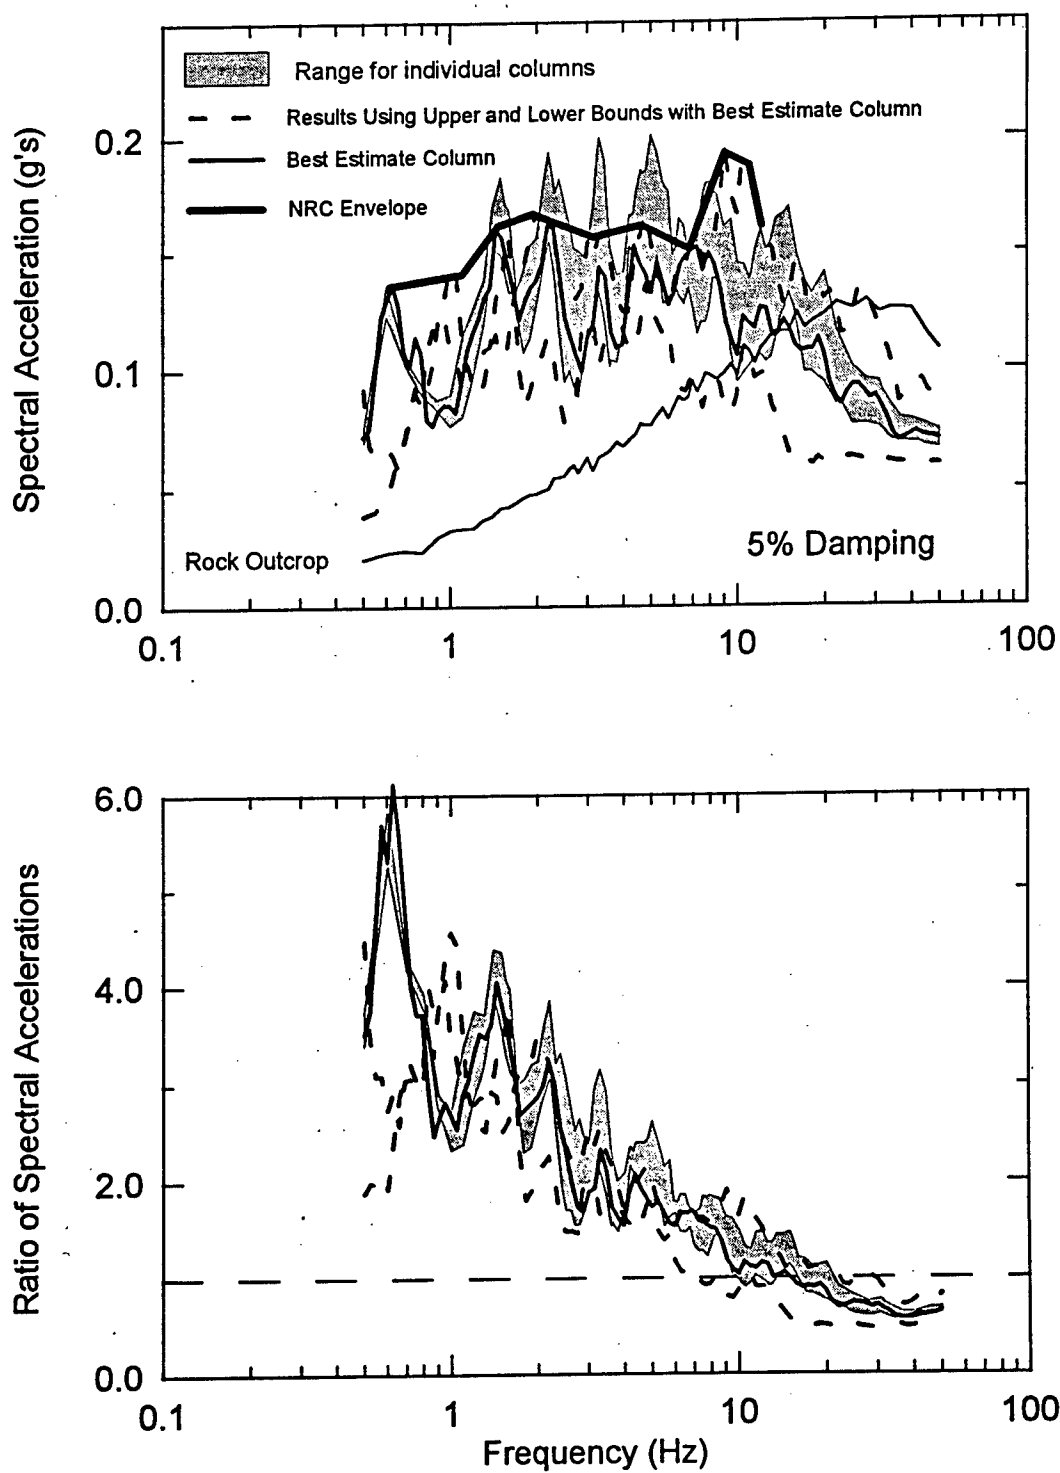 Range for individual columns
Results Using Upper and Lower Bounds with Best Estimate Column
Best Estimate Column
NRC Envelope
Spectral Acceleration (g's)
0.2
0.1
0.0
Rock Outcrop
5% Damping
0.1
1
10
100
Ratio of Spectral Accelerations
6.0
4.0
2.0
0.0
0.1
1
10
100
Frequency (Hz)